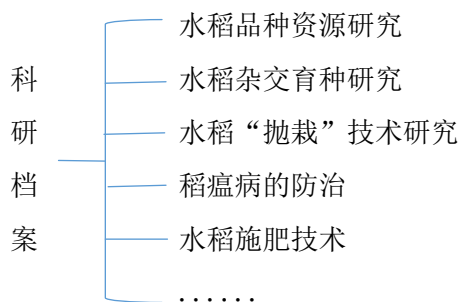 科研档案
水稻品种资源研究
水稻杂交育种研究
水稻“抛栽”技术研究
稻瘟病的防治
水稻施肥技术
......